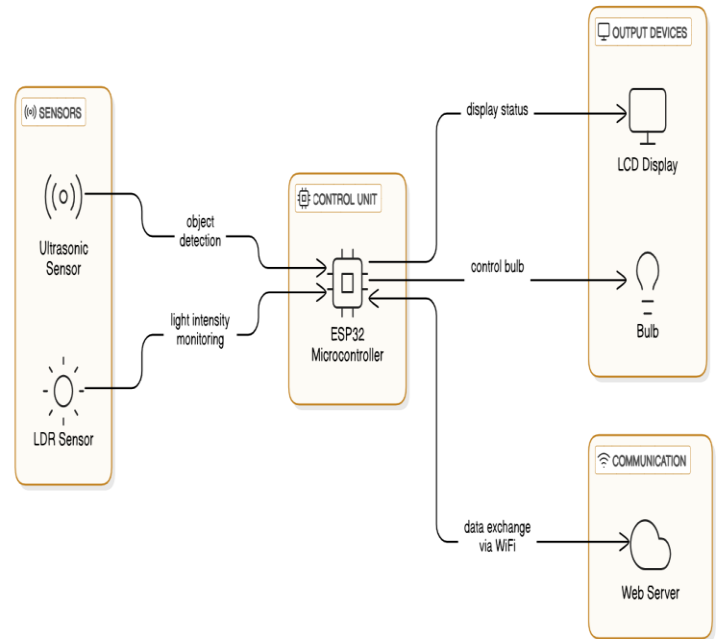 SENSORS
Ultrasonic
Sensor
LDR Sensor
object
detection
light intensity
monitoring
CONTROL UNIT
ESP32
Microcontroller
display status
control bulb
data exchange
via WiFi
OUTPUT DEVICES
LCD Display
Bulb
COMMUNICATION
Web Server